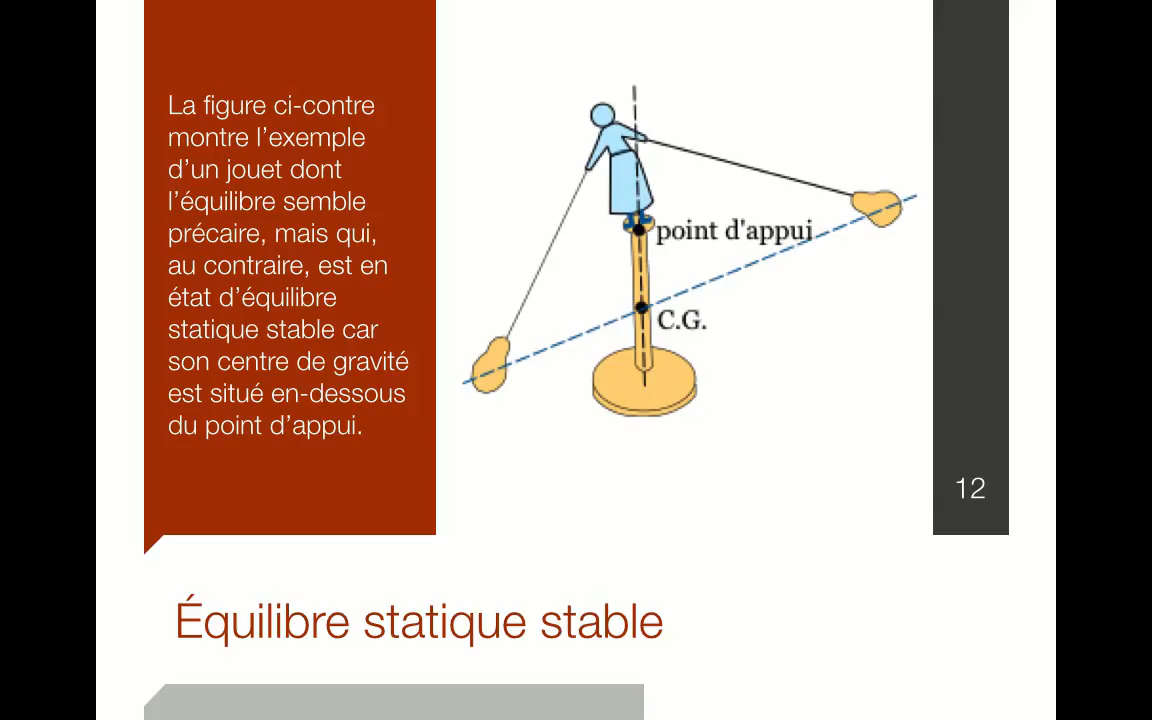 La figure ci-contre
montre l'exemple
d'un jouet dont
l'équilibre semble
précaire, mais qui,
au contraire, est en
état d'équilibre
statique stable car
son centre de gravité
est situé en-dessous
du point d'appui.
point d'appui
C.G.
12
Équilibre statique stable